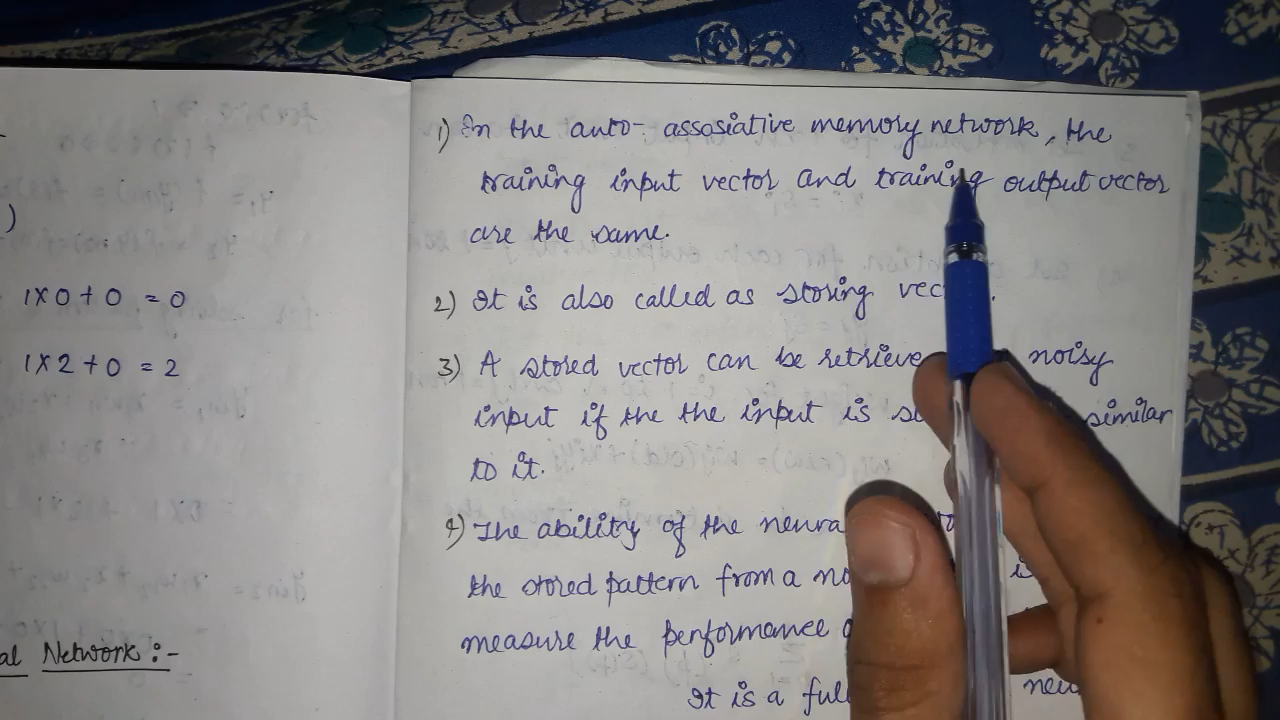 )
1x0+0 = 0
1x2+0 = 2
al Network:-
1) In the auto- assosiative memory network, the
training input vector and training output vector
are the same.
2) It is also called as storing vec
3) A stored vector can be retrieve noisy
input if the the input is similar
to it.
4) The ability of the neura
the stored pattern from a no is
measure the performance
It is a full neu